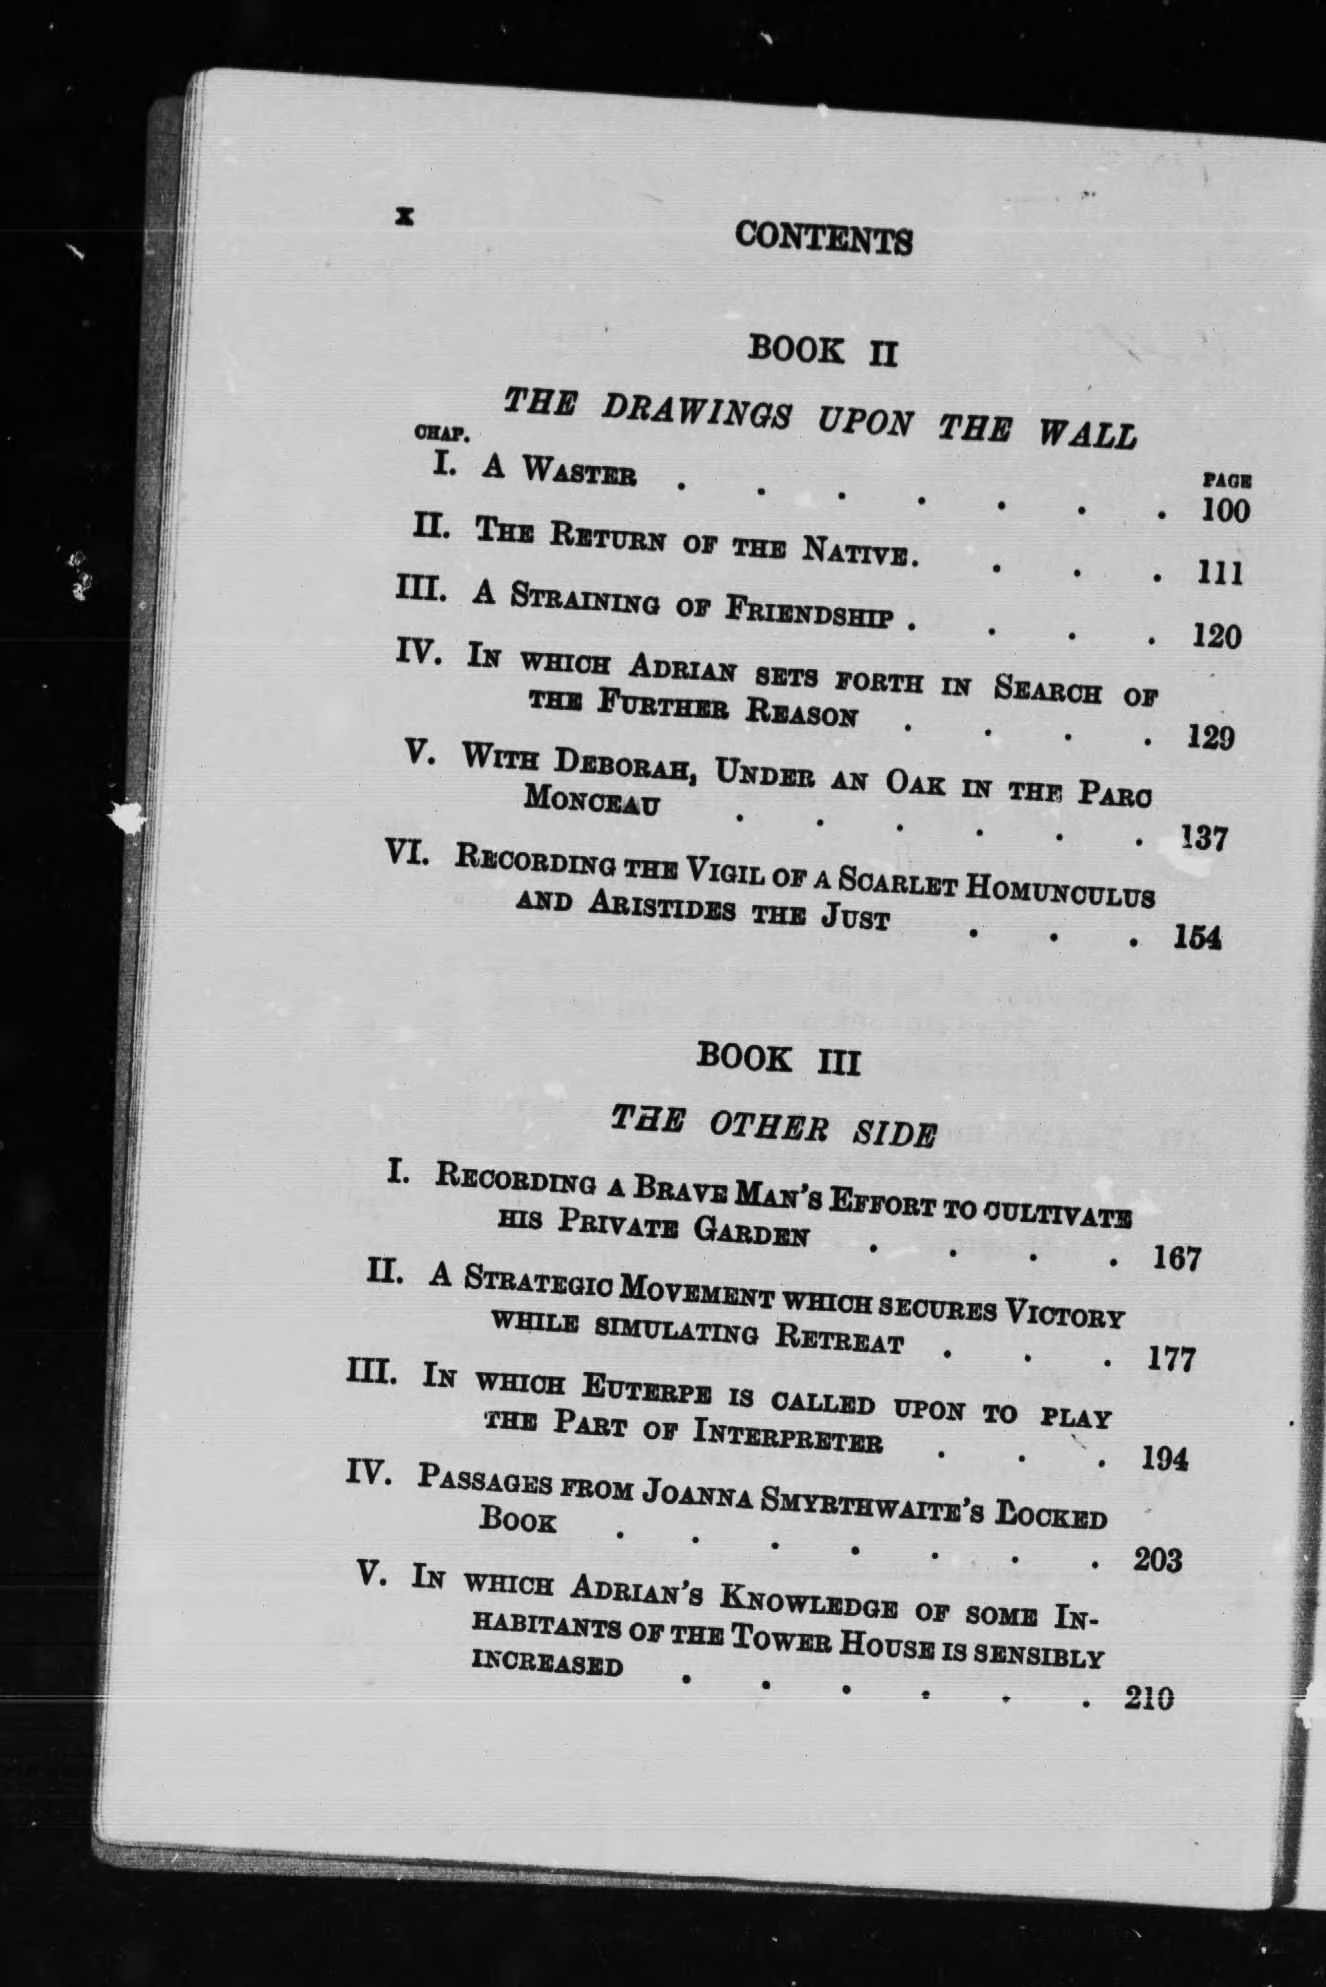 x
CONTENTS
BOOK II
THE DRAWINGS UPON THE WALL
CHAP.
PAGE
I. A Waster . . . . . . . 100
II. The Return of the Native . . . . 111
III. A Straining of Friendship . . . . 120
IV. In which Adrian sets forth in Search of
the Further Reason . . . . 129
V. With Deborah, Under an Oak in the Parc
Monceau . . . . . . 137
VI. Recording the Vigil of a Scarlet Homunculus
and Aristides the Just . . . 154
BOOK III
THE OTHER SIDE
I. Recording a Brave Man's Effort to cultivate
his Private Garden . . . . 167
II. A Strategic Movement which secures Victory
while simulating Retreat . . . 177
III. In which Euterpe is called upon to play
the Part of Interpreter . . . 194
IV. Passages from Joanna Smyrthwaite's Locked
Book . . . . . . . 203
V. In which Adrian's Knowledge of some In-
habitants of the Tower House is sensibly
increased . . . . . . 210